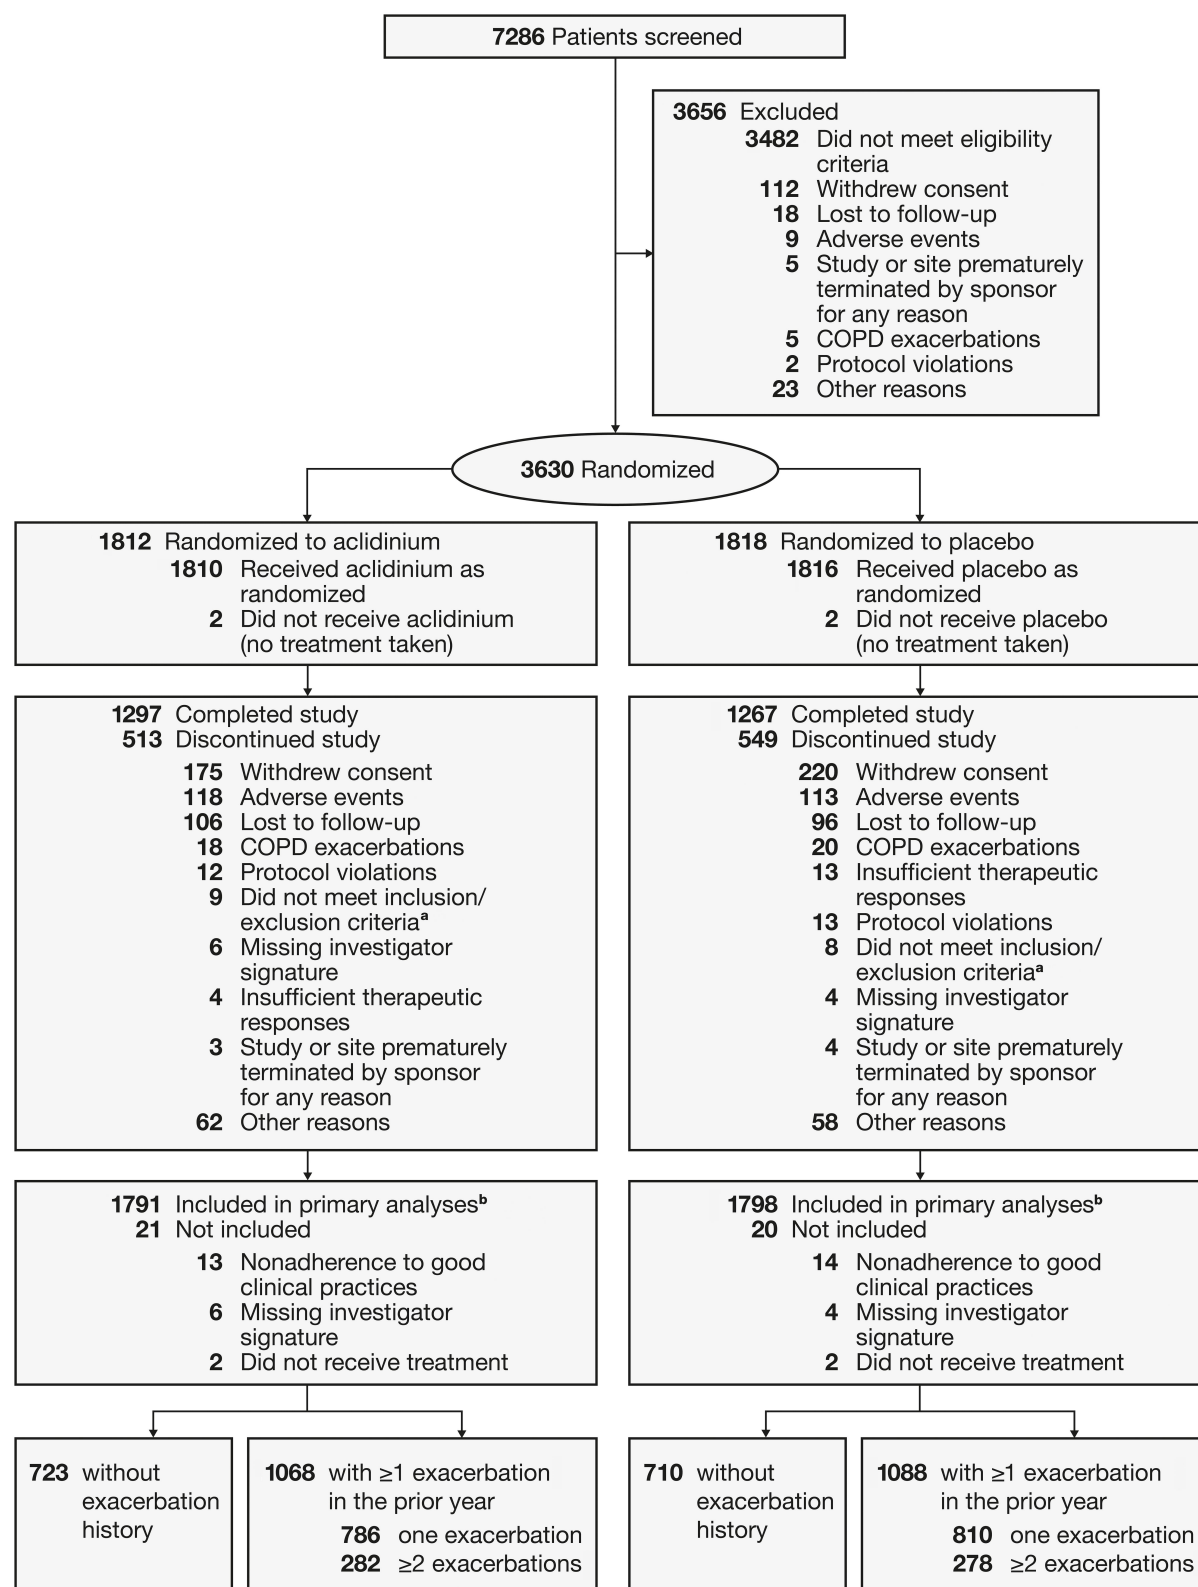 7286 Patients screened
3656 Excluded
3482 Did not meet eligibility
criteria
112 Withdrew consent
18 Lost to follow-up
9 Adverse events
5 Study or site prematurely
terminated by sponsor
for any reason
5 COPD exacerbations
2 Protocol violations
23 Other reasons
3630 Randomized
1812 Randomized to aclidinium
1810 Received aclidinium as
randomized
2 Did not receive aclidinium
(no treatment taken)
1818 Randomized to placebo
1816 Received placebo as
randomized
2 Did not receive placebo
(no treatment taken)
1297 Completed study
513 Discontinued study
175 Withdrew consent
118 Adverse events
106 Lost to follow-up
18 COPD exacerbations
12 Protocol violations
9 Did not meet inclusion/
exclusion criteriaᵃ
6 Missing investigator
signature
4 Insufficient therapeutic
responses
3 Study or site prematurely
terminated by sponsor
for any reason
62 Other reasons
1267 Completed study
549 Discontinued study
220 Withdrew consent
113 Adverse events
96 Lost to follow-up
20 COPD exacerbations
13 Insufficient therapeutic
responses
13 Protocol violations
8 Did not meet inclusion/
exclusion criteriaᵃ
4 Missing investigator
signature
4 Study or site prematurely
terminated by sponsor
for any reason
58 Other reasons
1791 Included in primary analysesᵇ
21 Not included
13 Nonadherence to good
clinical practices
6 Missing investigator
signature
2 Did not receive treatment
1798 Included in primary analysesᵇ
20 Not included
14 Nonadherence to good
clinical practices
4 Missing investigator
signature
2 Did not receive treatment
723 without
exacerbation
history
1068 with ≥1 exacerbation
in the prior year
786 one exacerbation
282 ≥2 exacerbations
710 without
exacerbation
history
1088 with ≥1 exacerbation
in the prior year
810 one exacerbation
278 ≥2 exacerbations